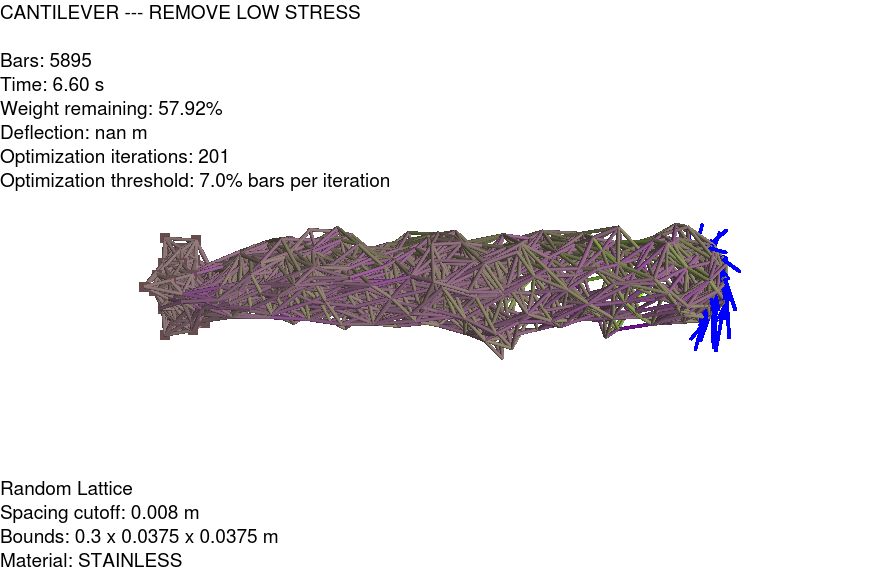 CANTILEVER --- REMOVE LOW STRESS
Bars: 5895
Time: 6.60 s
Weight remaining: 57.92%
Deflection: nan m
Optimization iterations: 201
Optimization threshold: 7.0% bars per iteration
Random Lattice
Spacing cutoff: 0.008 m
Bounds: 0.3 x 0.0375 x 0.0375 m
Material: STAINLESS